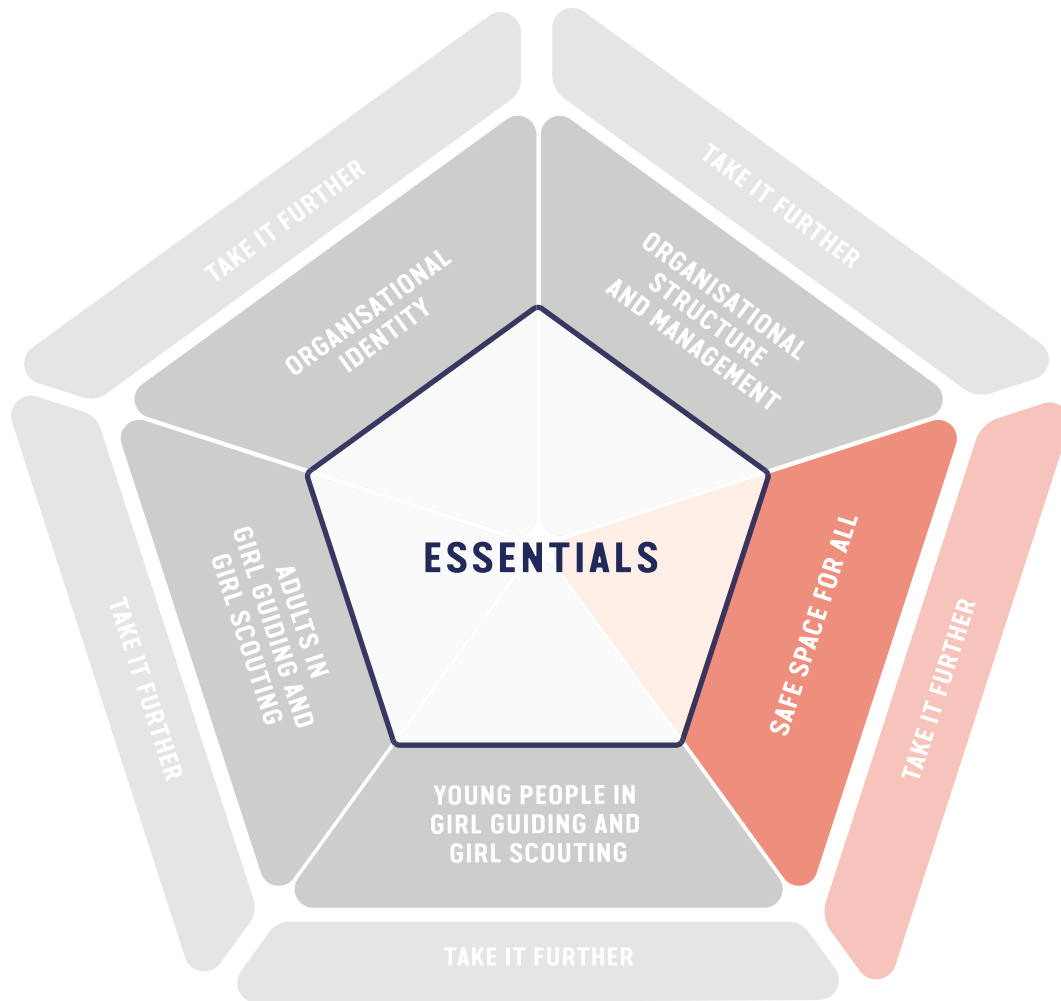 TAKE IT FURTHER
TAKE IT FURTHER
ORGANISATIONAL
IDENTITY
ORGANISATIONAL
STRUCTURE
AND MANAGEMENT
ESSENTIALS
SAFE SPACE FOR ALL
TAKE IT FURTHER
ADULTS IN
GIRL GUIDING AND
GIRL SCOUTING
TAKE IT FURTHER
YOUNG PEOPLE IN
GIRL GUIDING AND
GIRL SCOUTING
TAKE IT FURTHER